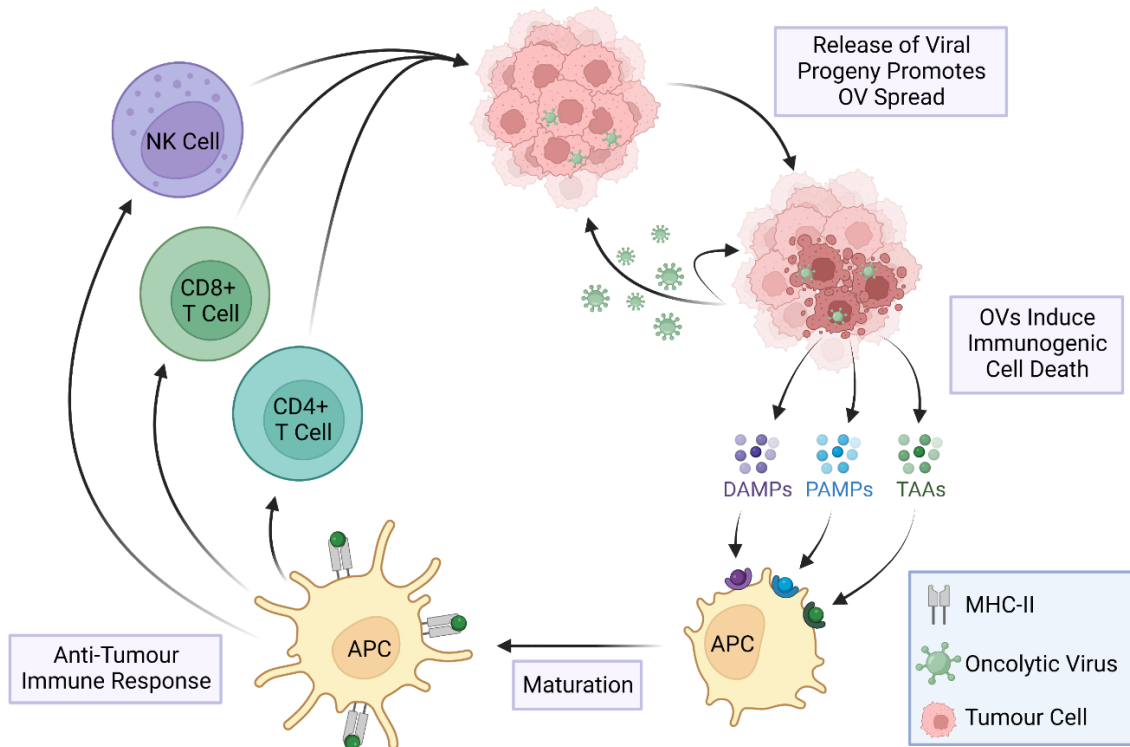 Release of Viral
Progeny Promotes
OV Spread
NK Cell
CD8+
T Cell
CD4+
T Cell
OVs Induce
Immunogenic
Cell Death
DAMPs
PAMPs
TAAs
MHC-II
Oncolytic Virus
Tumour Cell
APC
Maturation
APC
Anti-Tumour
Immune Response